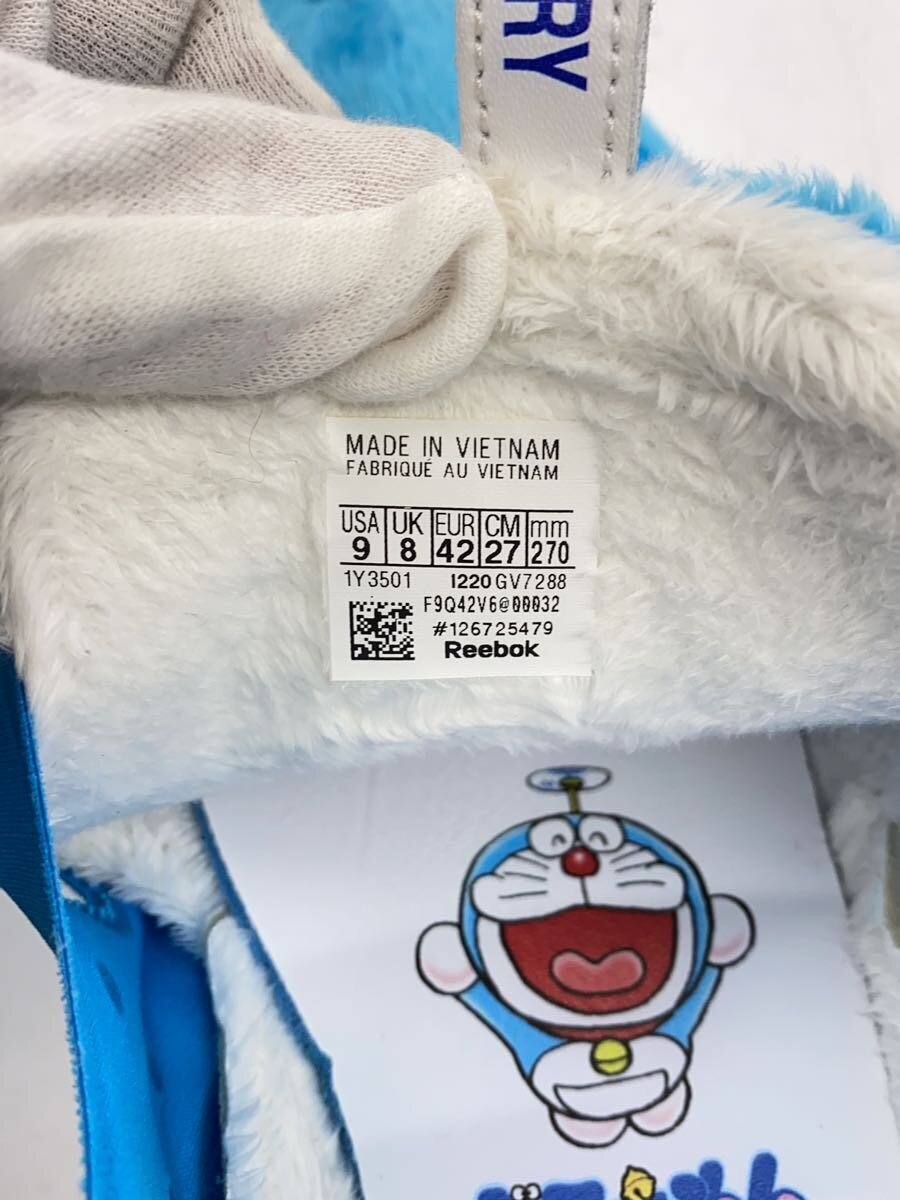 RY
MADE IN VIETNAM
FABRIQUÉ AU VIETNAM
USA UK EUR CM mm
9 8 42 27 270
1Y3501 1220 GV7288
F9Q42V6@00032
#126725479
Reebok